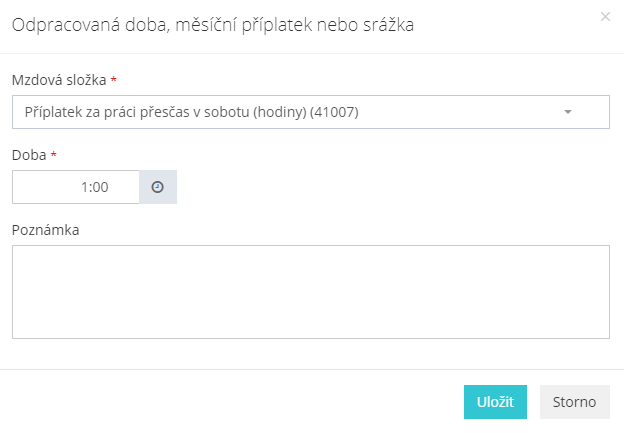 Odpracovaná doba, měsíční příplatek nebo srážka
×
Mzdová složka *
Příplatek za práci přesčas v sobotu (hodiny) (41007)
Doba *
1:00
Poznámka
Uložit Storno